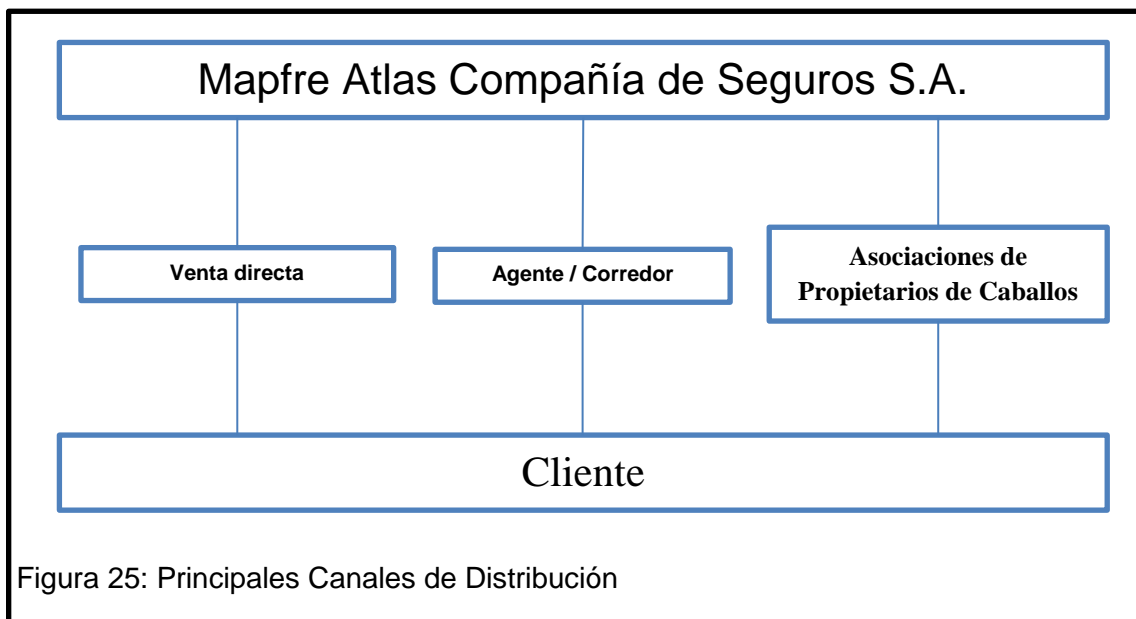 Mapfre Atlas Compañía de Seguros S.A.
Venta directa
Agente / Corredor
Asociaciones de
Propietarios de Caballos
Cliente
Figura 25: Principales Canales de Distribución